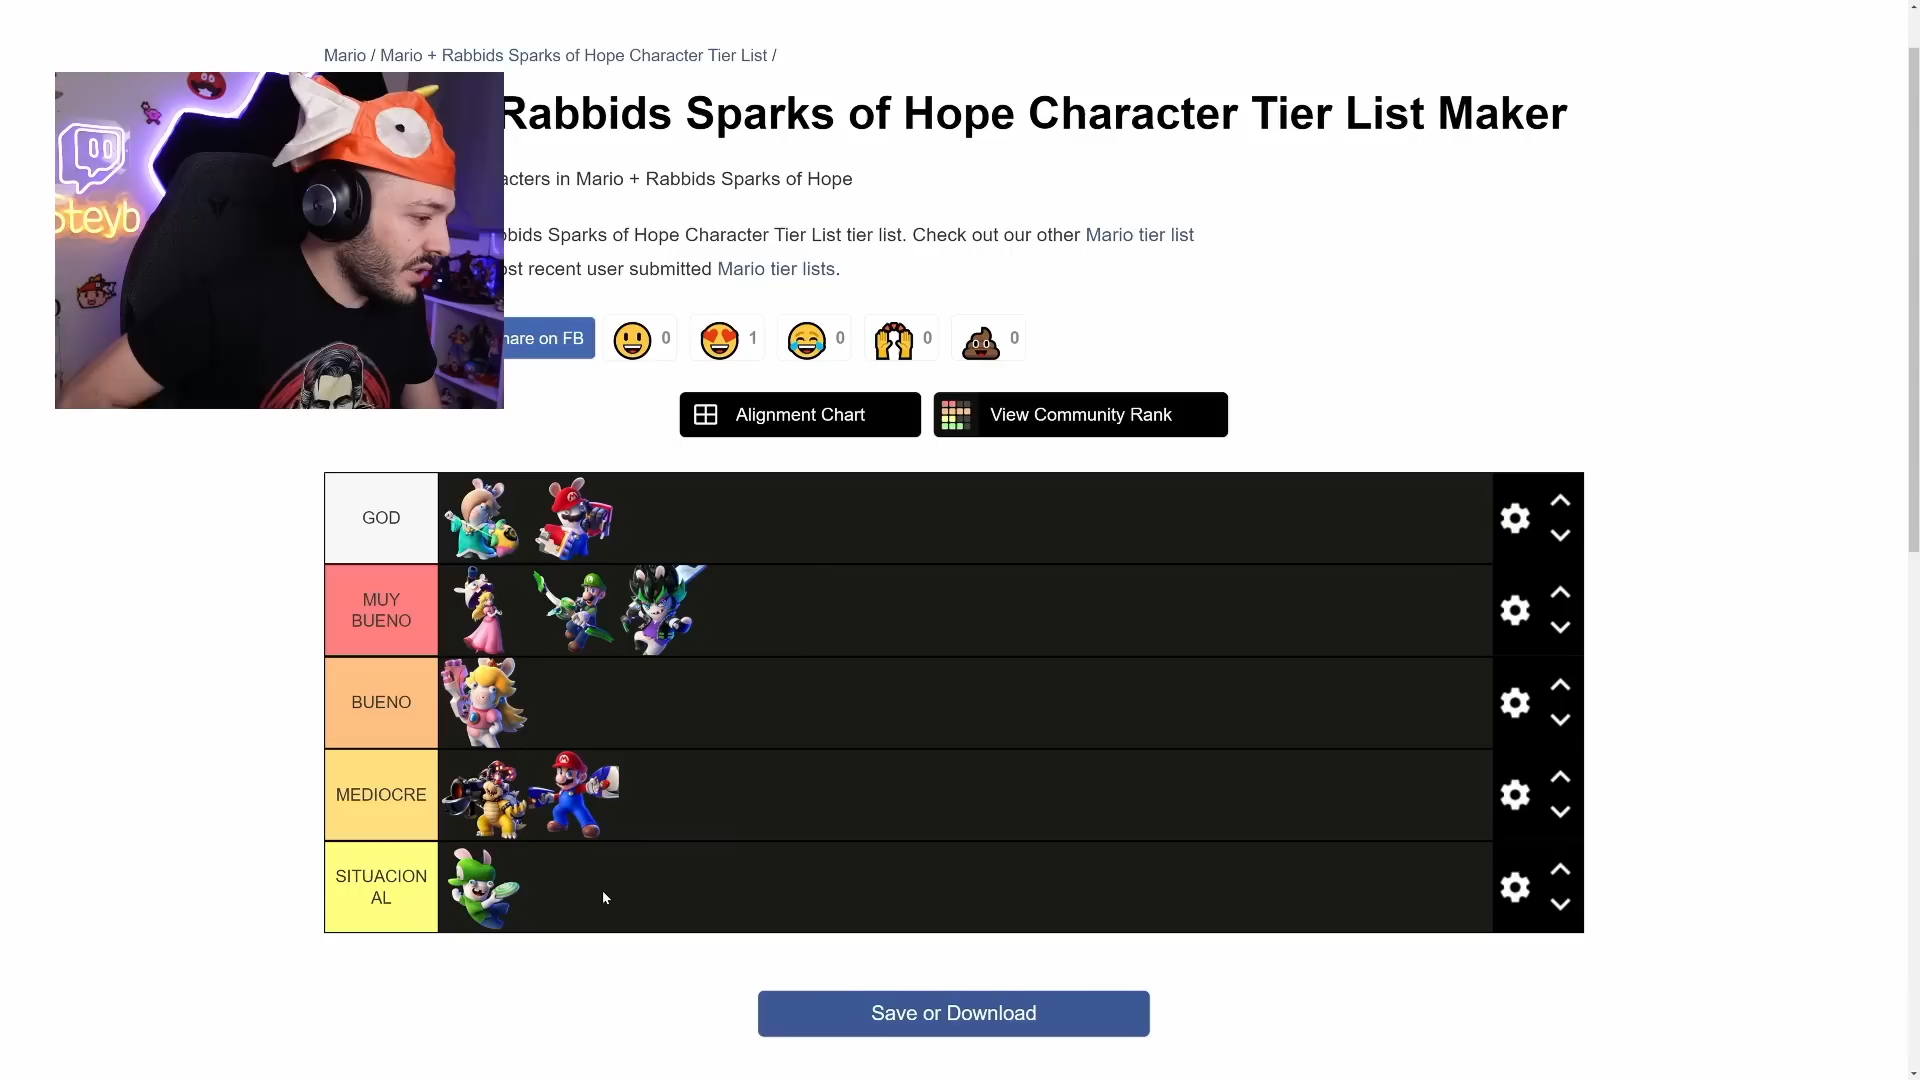 Mario / Mario + Rabbids Sparks of Hope Character Tier List /
Rabbids Sparks of Hope Character Tier List Maker
acters in Mario + Rabbids Sparks of Hope
bids Sparks of Hope Character Tier List tier list. Check out our other Mario tier list
ost recent user submitted Mario tier lists.
Steyb
hare on FB
0
1
0
0
0
Alignment Chart
View Community Rank
GOD
MUY
BUENO
BUENO
MEDIOCRE
SITUACION
AL
Save or Download